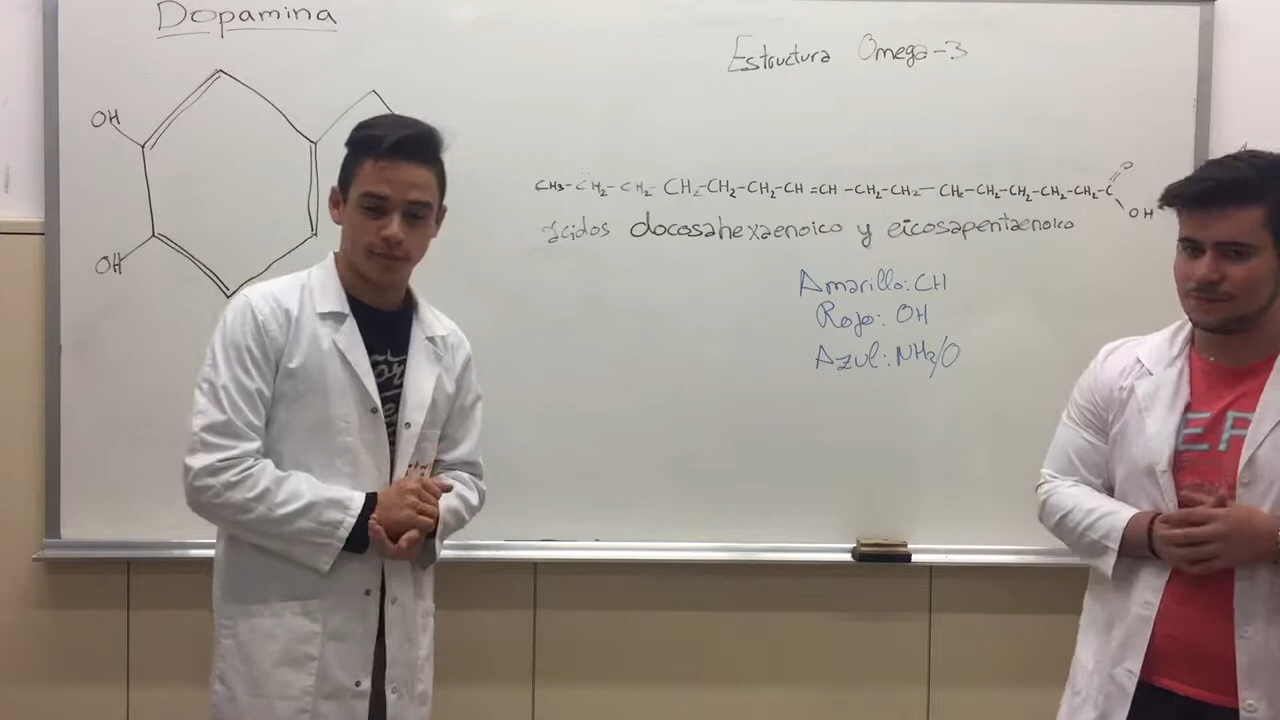 Dopamina
OH
OH
Estructura Omega-3
CH3-CH2-CH2-CH2-CH2-CH2-CH=CH-CH2-CH2-CH2-CH2-CH2-CH2-CH2-C
O
OH
ácidos docosahexaenoico y eicosapentaenoico
Amarillo: CH
Rojo: OH
Azul: NH2/O